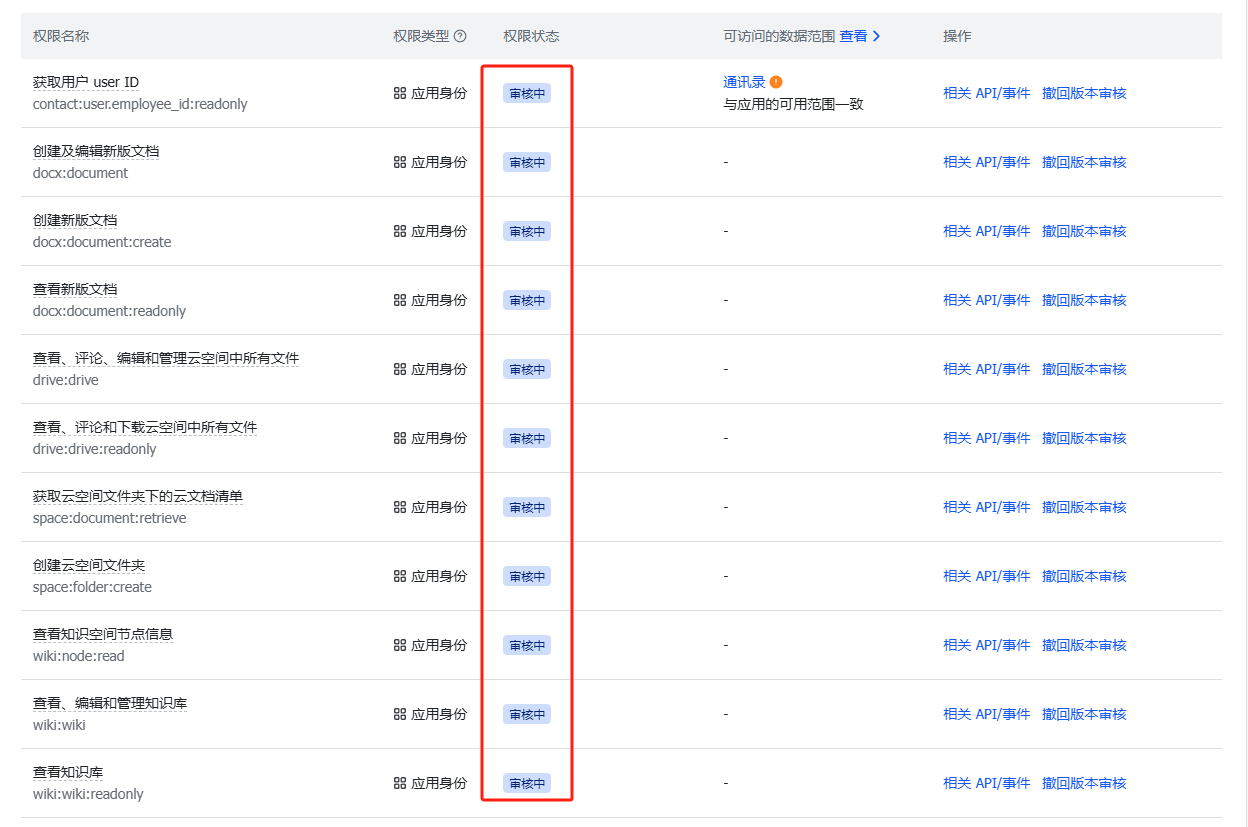 权限名称 权限类型 权限状态 可访问的数据范围 查看 操作
获取用户 user ID
contact:user.employee_id:readonly
应用身份 审核中
通讯录
与应用的可用范围一致
相关 API/事件 撤回版本审核
创建及编辑新版文档
docx:document
应用身份 审核中 - 相关 API/事件 撤回版本审核
创建新版文档
docx:document:create
应用身份 审核中 - 相关 API/事件 撤回版本审核
查看新版文档
docx:document:readonly
应用身份 审核中 - 相关 API/事件 撤回版本审核
查看、评论、编辑和管理云空间中所有文件
drive:drive
应用身份 审核中 - 相关 API/事件 撤回版本审核
查看、评论和下载云空间中所有文件
drive:drive:readonly
应用身份 审核中 - 相关 API/事件 撤回版本审核
获取云空间文件夹下的云文档清单
space:document:retrieve
应用身份 审核中 - 相关 API/事件 撤回版本审核
创建云空间文件夹
space:folder:create
应用身份 审核中 - 相关 API/事件 撤回版本审核
查看知识空间节点信息
wiki:node:read
应用身份 审核中 - 相关 API/事件 撤回版本审核
查看、编辑和管理知识库
wiki:wiki
应用身份 审核中 - 相关 API/事件 撤回版本审核
查看知识库
wiki:wiki:readonly
应用身份 审核中 - 相关 API/事件 撤回版本审核